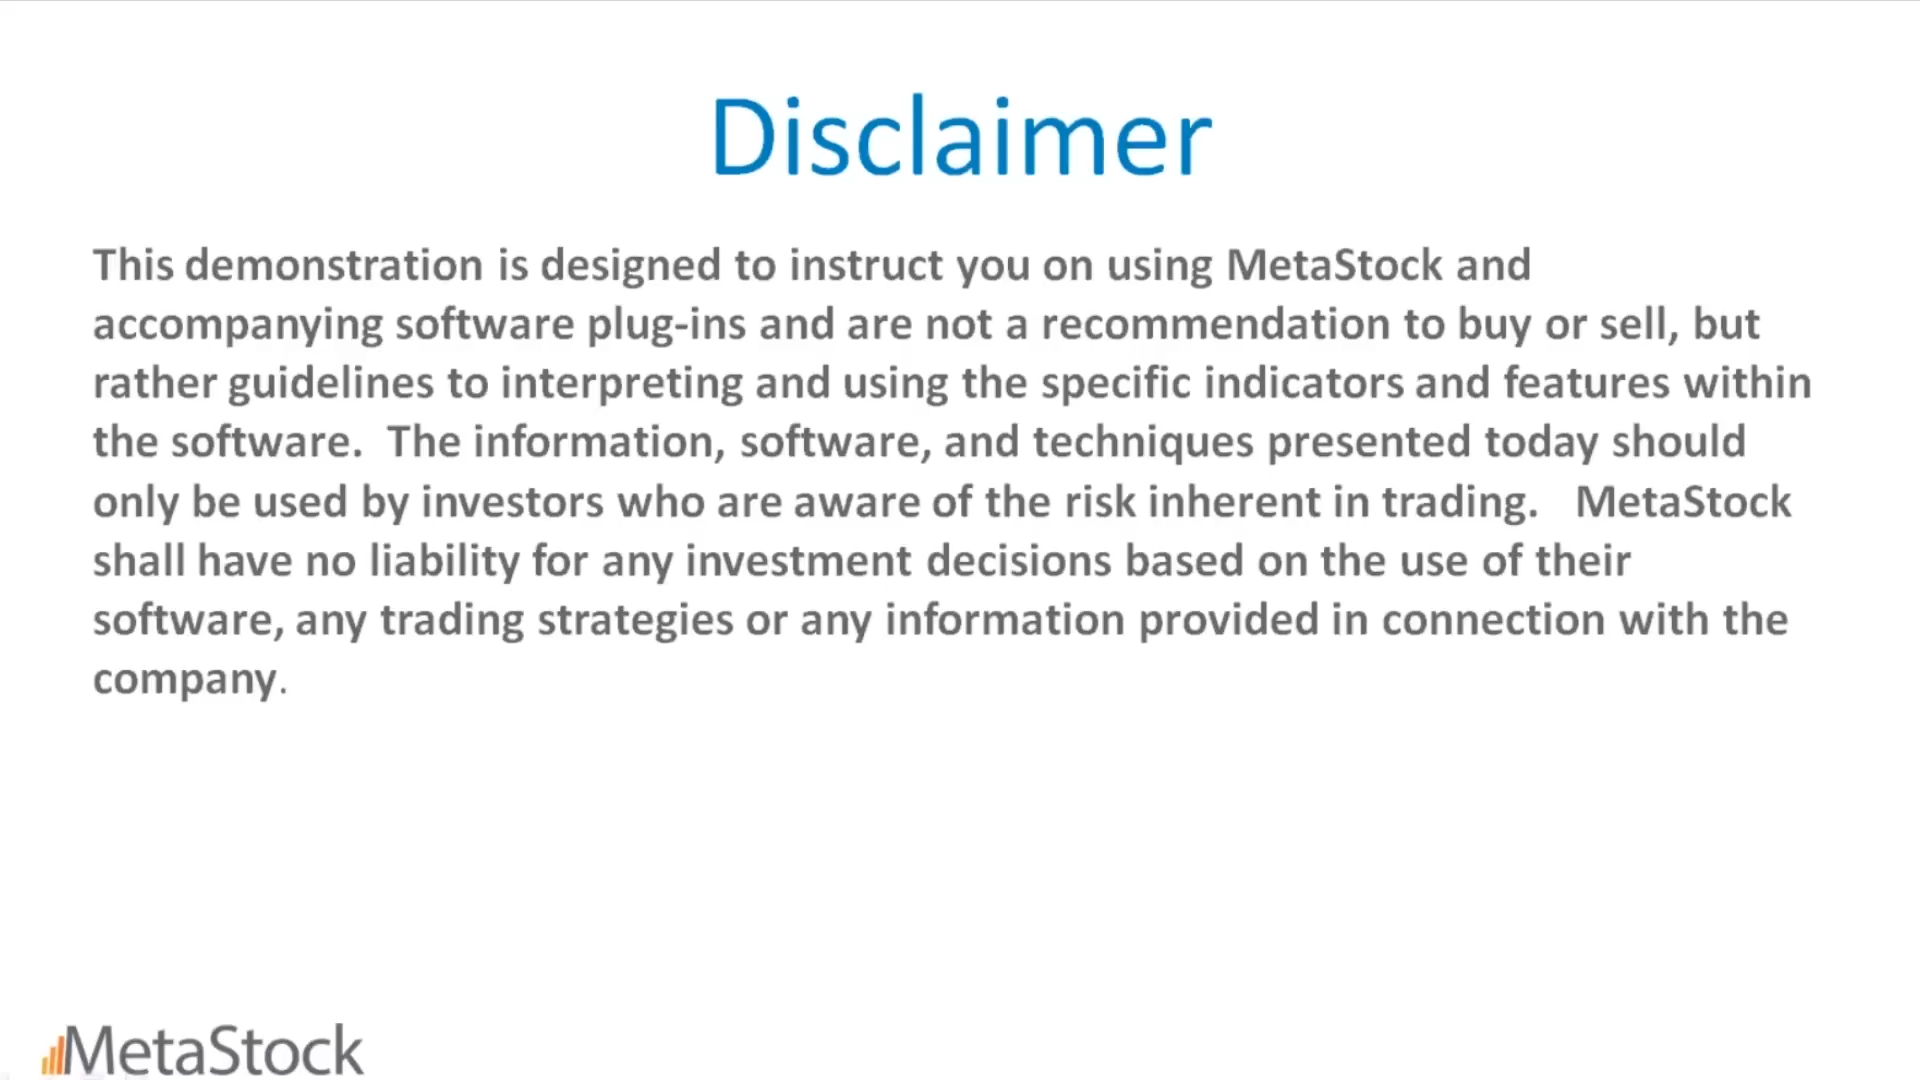 Disclaimer
This demonstration is designed to instruct you on using MetaStock and
accompanying software plug-ins and are not a recommendation to buy or sell, but
rather guidelines to interpreting and using the specific indicators and features within
the software.  The information, software, and techniques presented today should
only be used by investors who are aware of the risk inherent in trading.   MetaStock
shall have no liability for any investment decisions based on the use of their
software, any trading strategies or any information provided in connection with the
company.
MetaStock